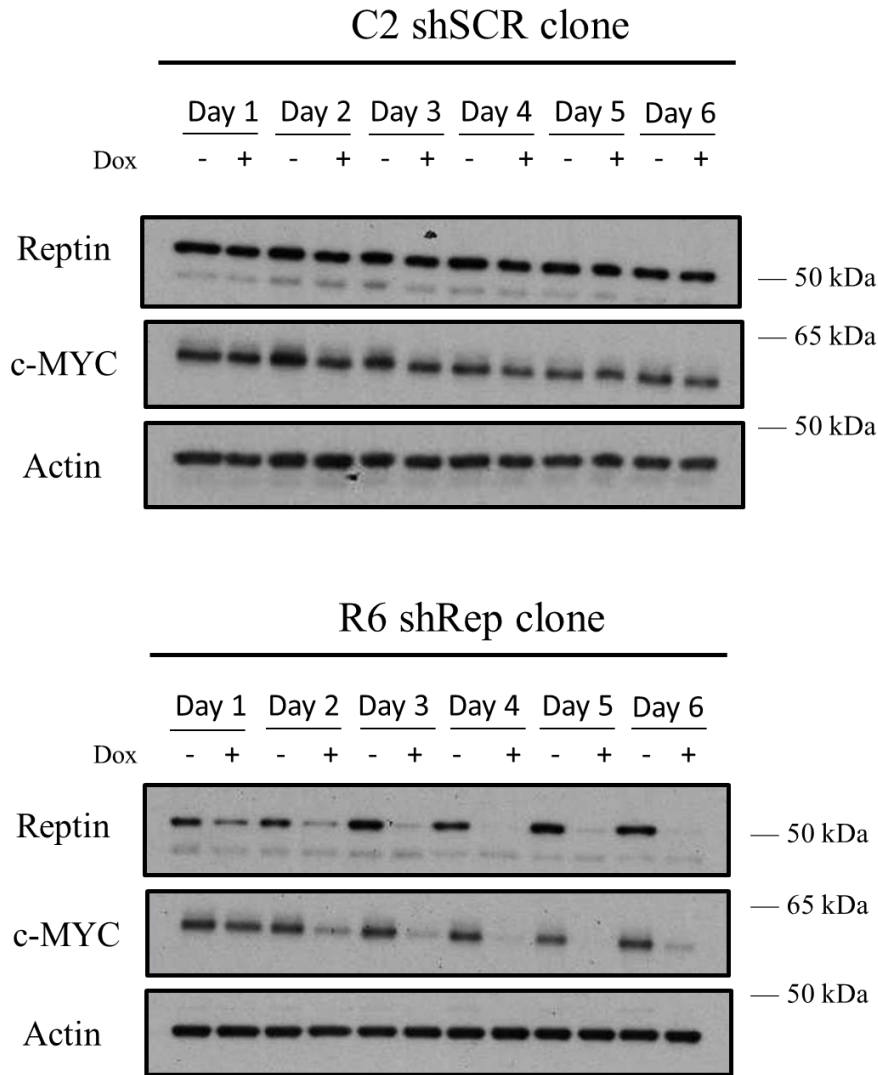 C2 shSCR clone
Day 1 Day 2 Day 3 Day 4 Day 5 Day 6
Dox - + - + - + - + - + - +
Reptin
— 50 kDa
— 65 kDa
c-MYC
— 50 kDa
Actin
R6 shRep clone
Day 1 Day 2 Day 3 Day 4 Day 5 Day 6
Dox - + - + - + - + - + - +
Reptin
— 50 kDa
— 65 kDa
c-MYC
— 50 kDa
Actin